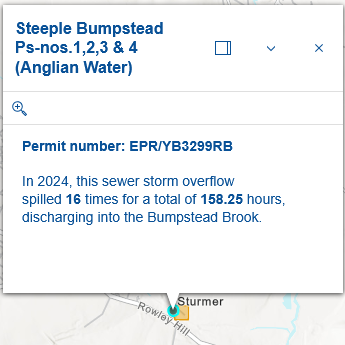 Steeple Bumpstead
Ps-nos.1,2,3 & 4
(Anglian Water)
Permit number: EPR/YB3299RB
In 2024, this sewer storm overflow
spilled 16 times for a total of 158.25 hours,
discharging into the Bumpstead Brook.
Sturmer
Rowley Hill